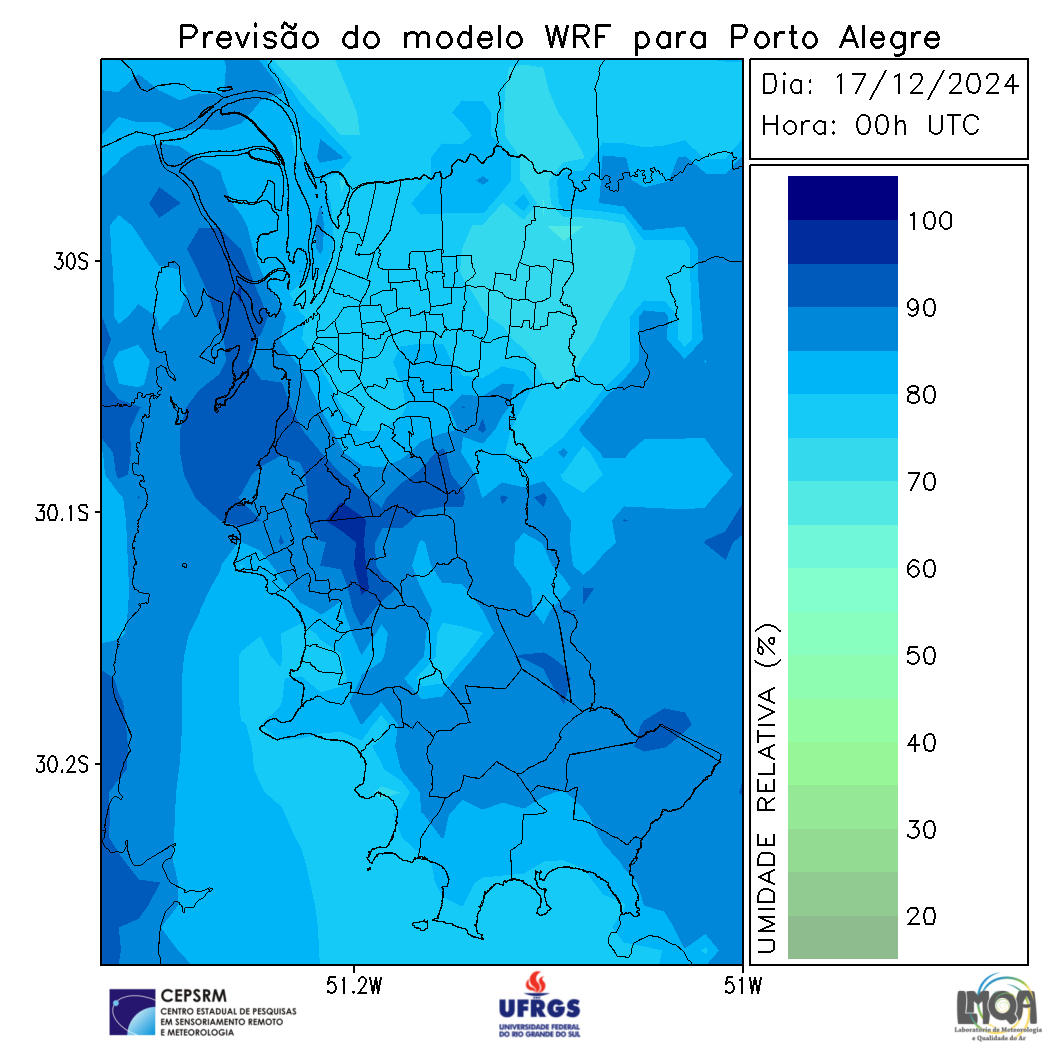 Previsão do modelo WRF para Porto Alegre
Dia: 17/12/2024
Hora: 00h UTC
30S
30.1S
30.2S
51.2W
51W
100
90
80
70
60
50
40
30
20
UMIDADE RELATIVA (%)
CEPSRM
CENTRO ESTADUAL DE PESQUISAS
EM SENSORIAMENTO REMOTO
E METEOROLOGIA
UFRGS
UNIVERSIDADE FEDERAL
DO RIO GRANDE DO SUL
LMQA
Laboratório de Meteorologia
e Qualidade do Ar